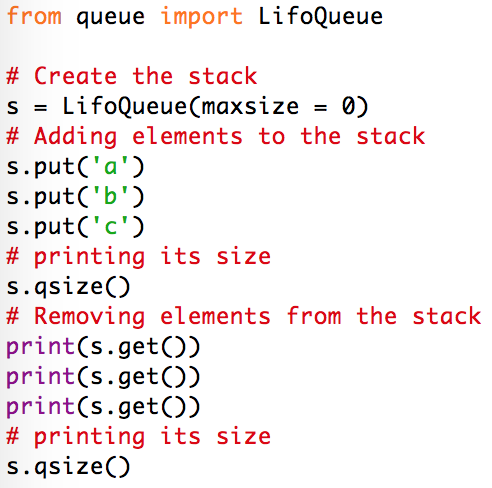 from queue import LifoQueue
# Create the stack
s = LifoQueue(maxsize = 0)
# Adding elements to the stack
s.put('a')
s.put('b')
s.put('c')
# printing its size
s.qsize()
# Removing elements from the stack
print(s.get())
print(s.get())
print(s.get())
# printing its size
s.qsize()